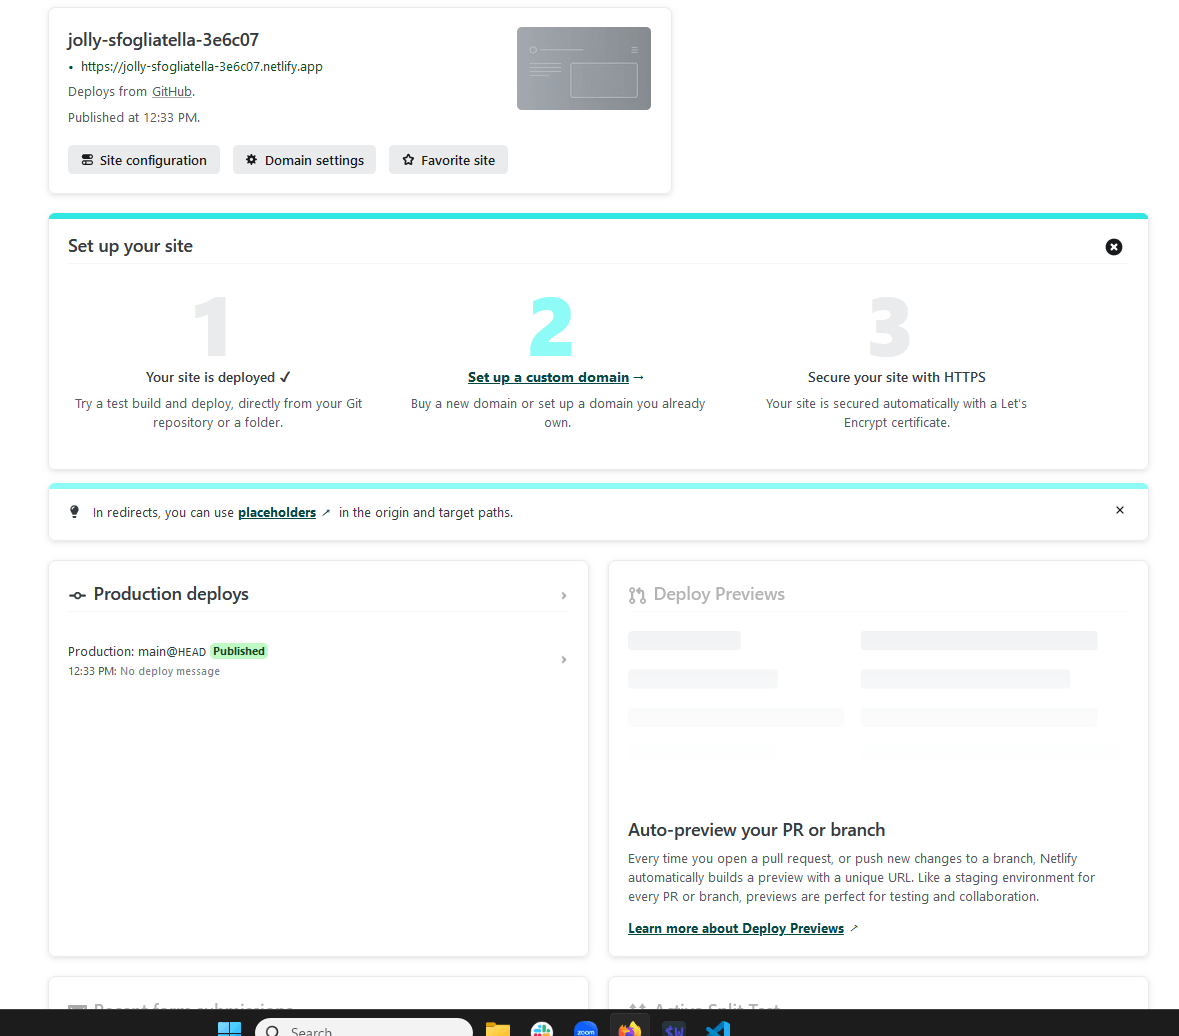 jolly-sfogliatella-3e6c07
• https://jolly-sfogliatella-3e6c07.netlify.app
Deploys from GitHub.
Published at 12:33 PM.
Site configuration
Domain settings
Favorite site
Set up your site
1
Your site is deployed ✓
Try a test build and deploy, directly from your Git
repository or a folder.
2
Set up a custom domain →
Buy a new domain or set up a domain you already
own.
3
Secure your site with HTTPS
Your site is secured automatically with a Let's
Encrypt certificate.
In redirects, you can use placeholders ↗ in the origin and target paths.
Production deploys
Production: main@HEAD Published
12:33 PM: No deploy message
Deploy Previews
Auto-preview your PR or branch
Every time you open a pull request, or push new changes to a branch, Netlify
automatically builds a preview with a unique URL. Like a staging environment for
every PR or branch, previews are perfect for testing and collaboration.
Learn more about Deploy Previews ↗
Recent form submissions
Active Split Test
Search
zoom